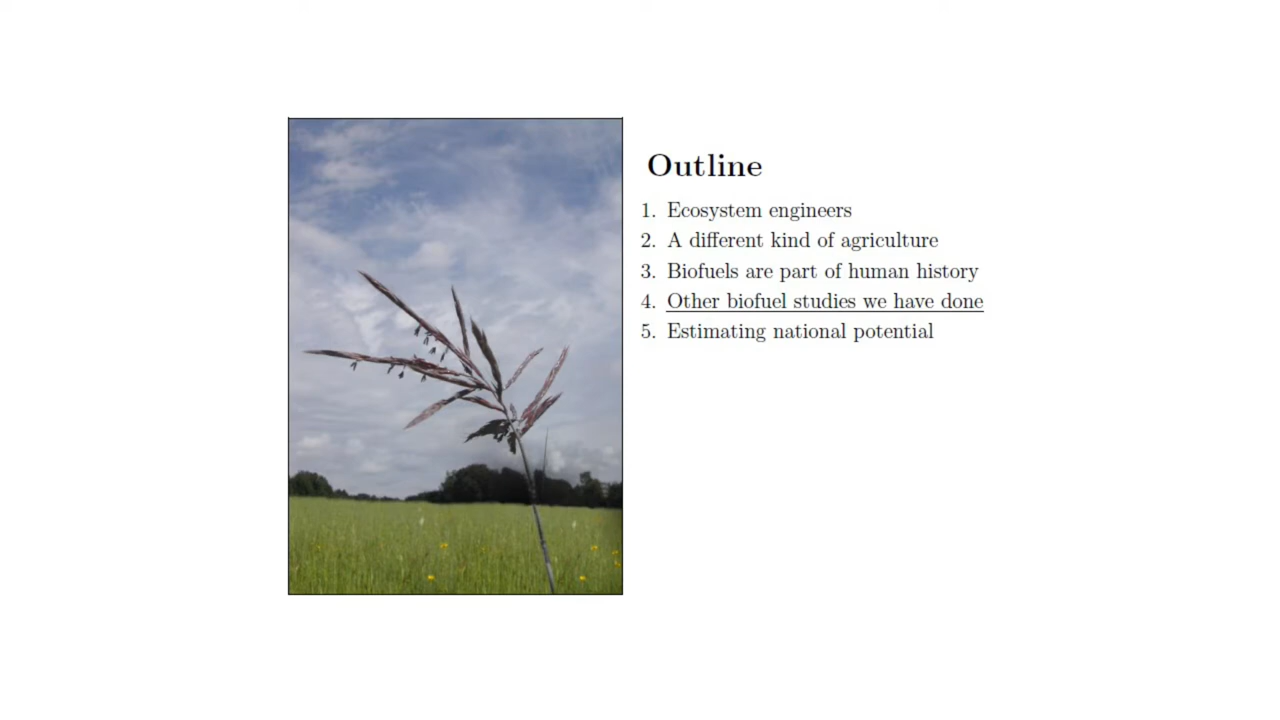 Outline
1. Ecosystem engineers
2. A different kind of agriculture
3. Biofuels are part of human history
4. Other biofuel studies we have done
5. Estimating national potential